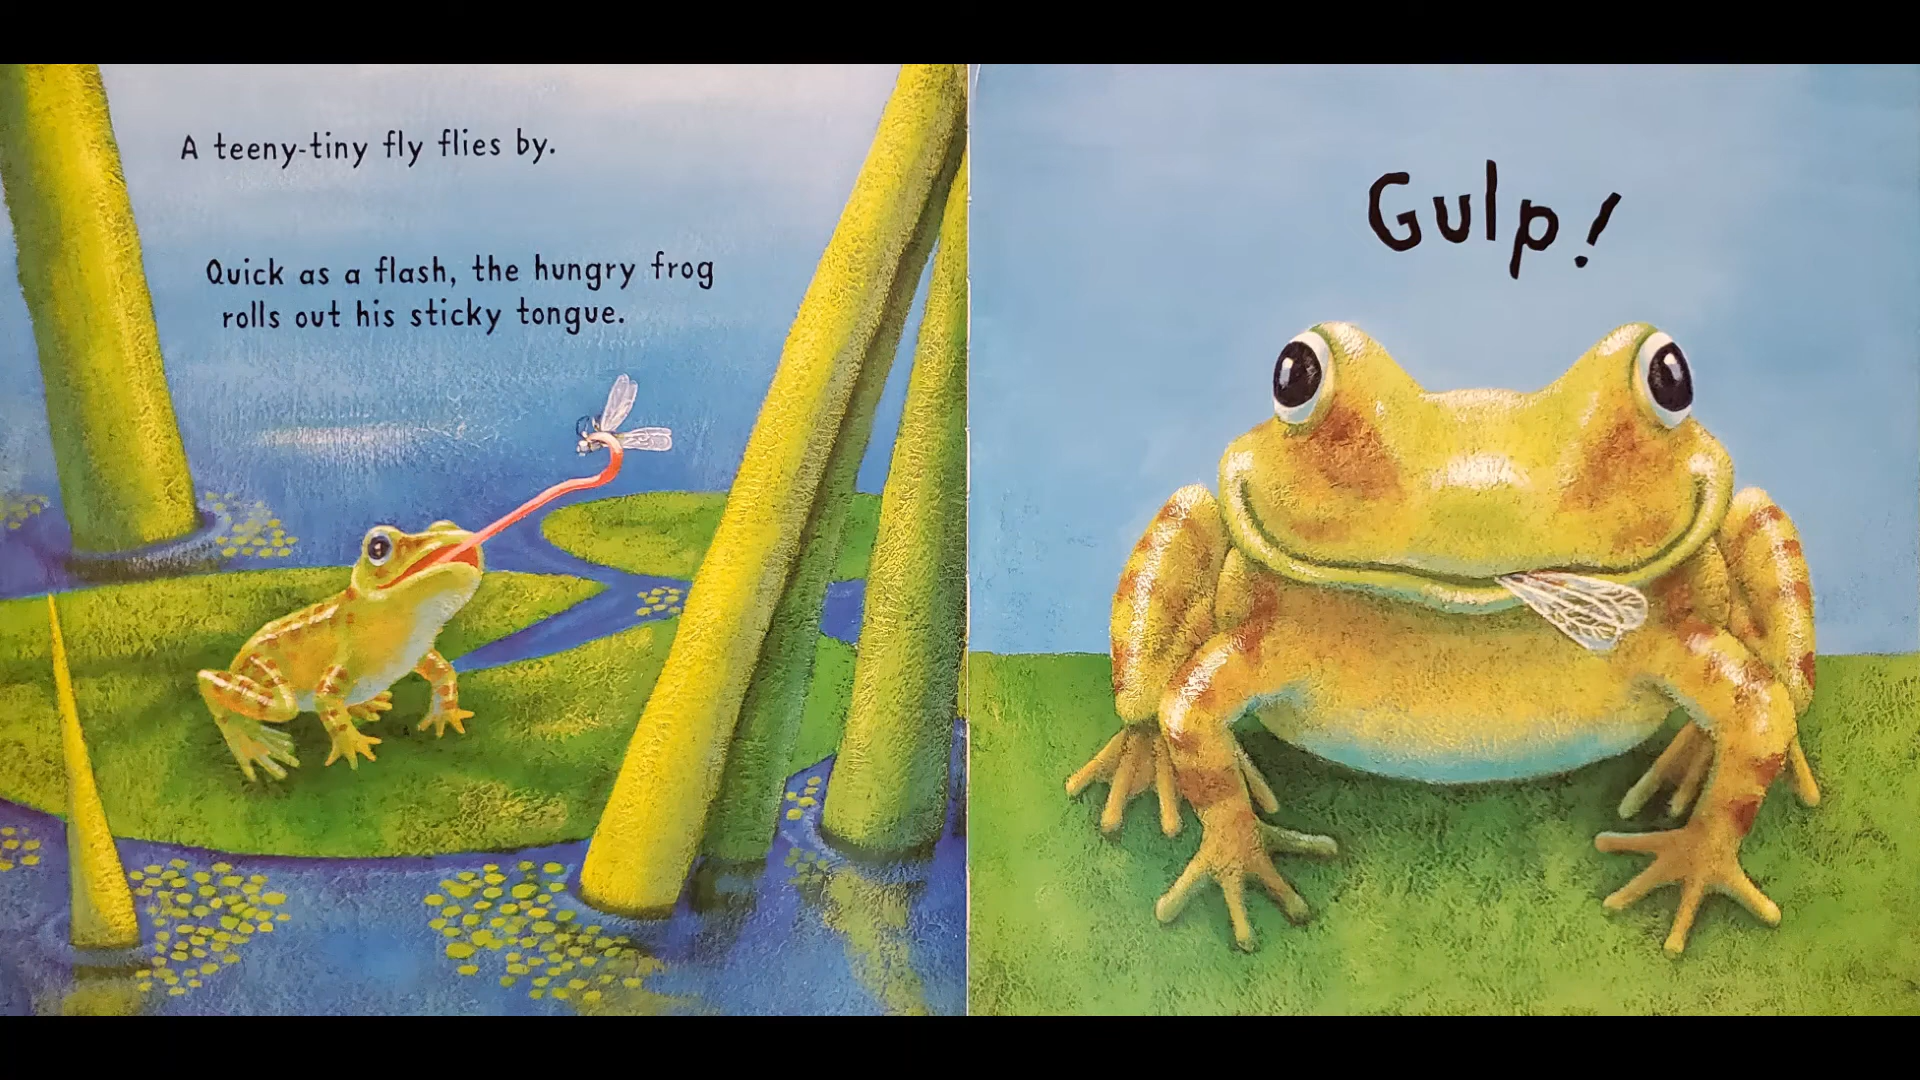 A teeny-tiny fly flies by.
Quick as a flash, the hungry frog
rolls out his sticky tongue.
Gulp!